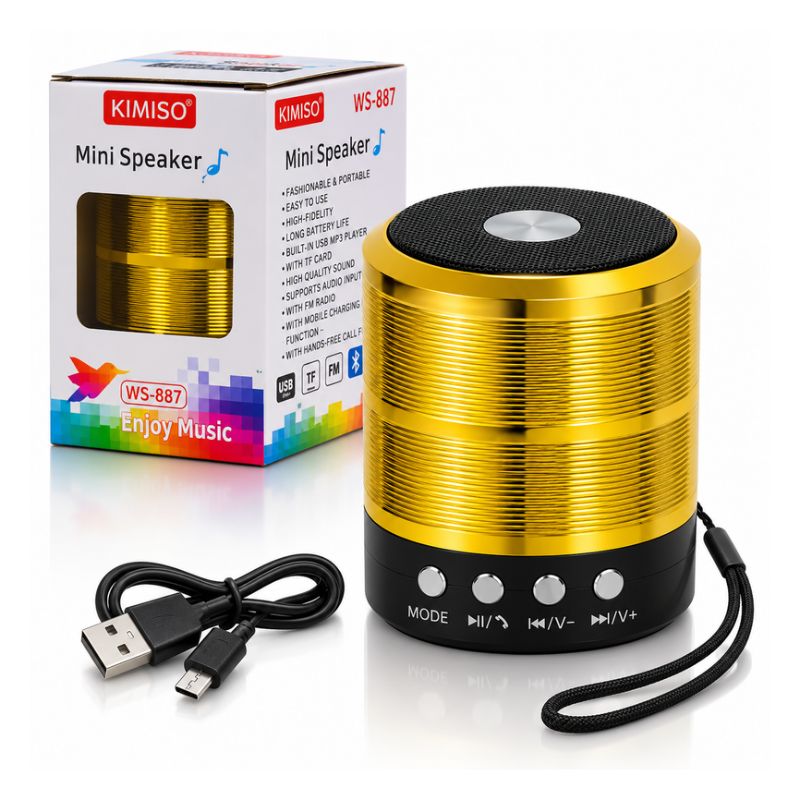 KIMISO®
Mini Speaker
WS-887
Enjoy Music
KIMISO®
WS-887
Mini Speaker
• FASHIONABLE & PORTABLE
• EASY TO USE
• HIGH-FIDELITY
• LONG BATTERY LIFE
• BUILT-IN USB MP3 PLAYER
• WITH TF CARD
• HIGH QUALITY SOUND
• SUPPORTS AUDIO INPUT
• WITH FM RADIO
• WITH MOBILE CHARGING
FUNCTION –
• WITH HANDS-FREE CALL
USB
TF
FM
MODE
V-
V+